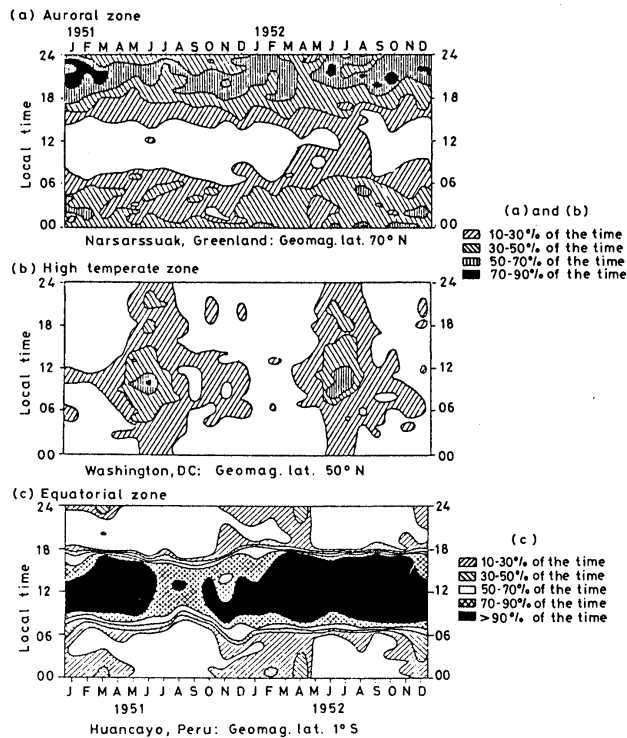 (a) Auroral zone
1951 1952
J F M A M J J A S O N D J F M A M J J A S O N D
24 24
18 18
12 12
06 06
00 00
Local time
Narsarssuak, Greenland: Geomag. lat. 70° N
(a) and (b)
10-30% of the time
30-50% of the time
50-70% of the time
70-90% of the time
(b) High temperate zone
24 24
18 18
12 12
06 06
00 00
Local time
Washington, DC: Geomag. lat. 50° N
(c) Equatorial zone
24 24
18 18
12 12
06 06
00 00
Local time
J F M A M J J A S O N D J F M A M J J A S O N D
1951 1952
Huancayo, Peru: Geomag. lat. 1° S
(c)
10-30% of the time
30-50% of the time
50-70% of the time
70-90% of the time
>90% of the time